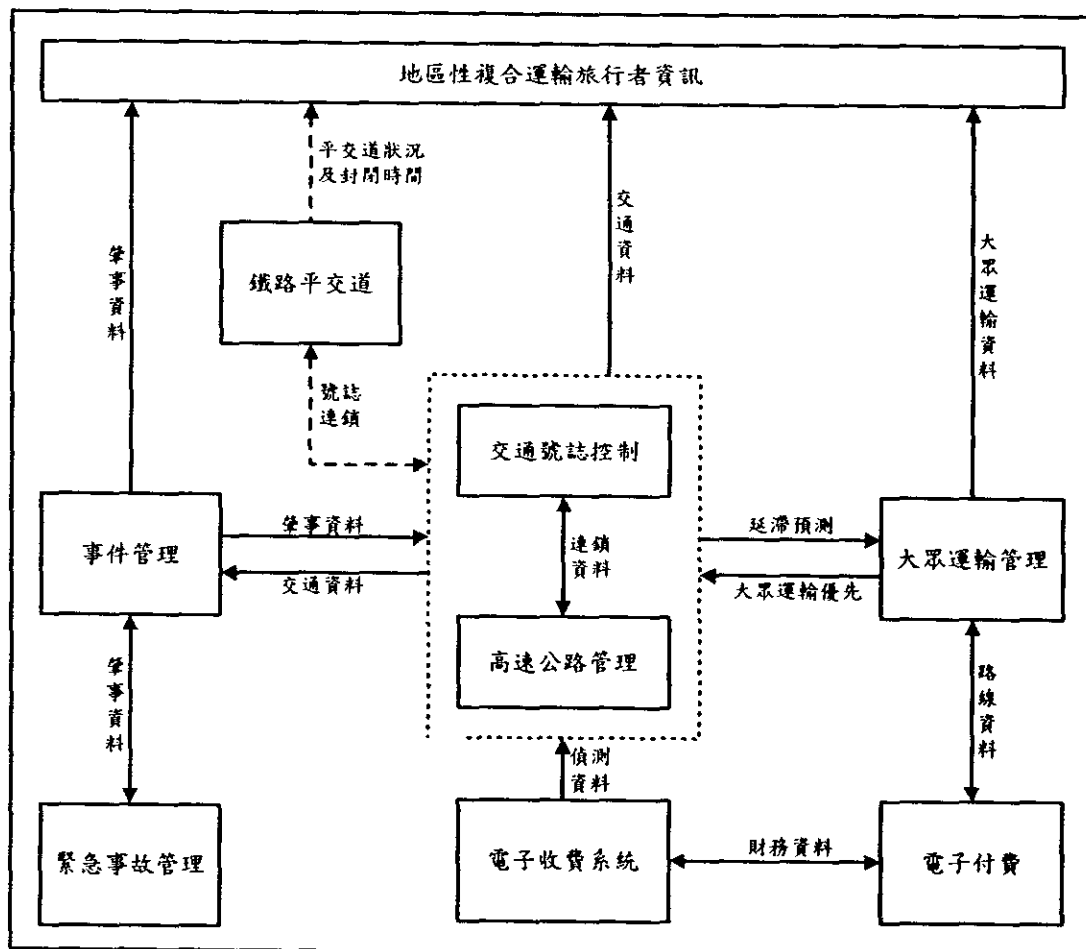 地區性複合運輸旅行者資訊
平交道狀況
及封閉時間
肇事資料
交通資料
大眾運輸資料
鐵路平交道
號誌
連鎖
交通號誌控制
事件管理
肇事資料
交通資料
連鎖
資料
延滯預測
大眾運輸優先
大眾運輸管理
高速公路管理
肇事資料
路線資料
偵測
資料
緊急事故管理
電子收費系統
財務資料
電子付費